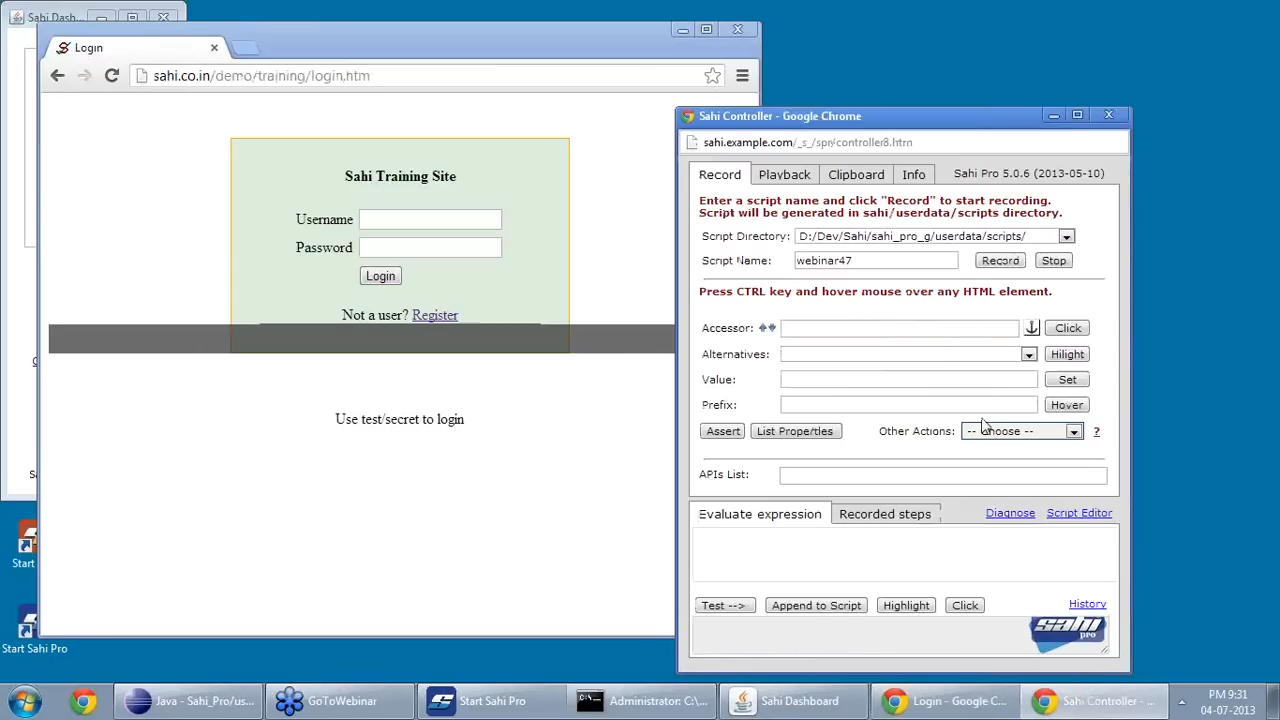 Sahi Dash...
Login
sahi.co.in/demo/training/login.htm
Sahi Training Site
Username
Password
Login
Not a user? Register
Use test/secret to login
Sahi Controller - Google Chrome
sahi.example.com/_s_/spr/controller8.htm
Record Playback Clipboard Info Sahi Pro 5.0.6 (2013-05-10)
Enter a script name and click "Record" to start recording.
Script will be generated in sahi/userdata/scripts directory.
Script Directory: D:/Dev/Sahi/sahi_pro_g/userdata/scripts/
Script Name: webinar47 Record Stop
Press CTRL key and hover mouse over any HTML element.
Accessor: Click
Alternatives: Hilight
Value: Set
Prefix: Hover
Assert List Properties Other Actions: -- Choose -- ?
APIs List:
Evaluate expression Recorded steps Diagnose Script Editor
Test --> Append to Script Highlight Click History
sahi
pro
Start
Start Sahi Pro
Java - Sahi_Pro/us... GoToWebinar Start Sahi Pro Administrator: C:\... Sahi Dashboard Login - Google C... Sahi Controller - ... PM 9:31
04-07-2013